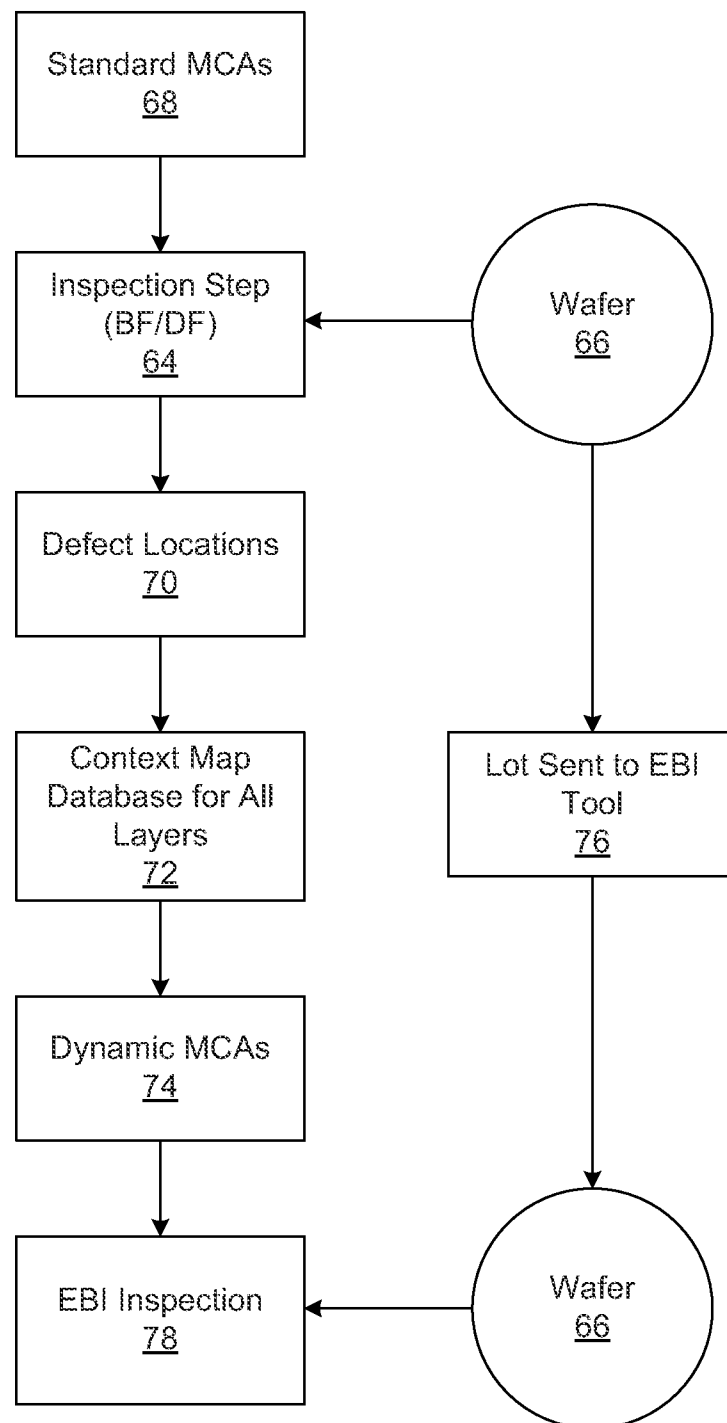 Standard MCAs
68
Inspection Step
(BF/DF)
64
Wafer
66
Defect Locations
70
Context Map
Database for All
Layers
72
Lot Sent to EBI
Tool
76
Dynamic MCAs
74
EBI Inspection
78
Wafer
66